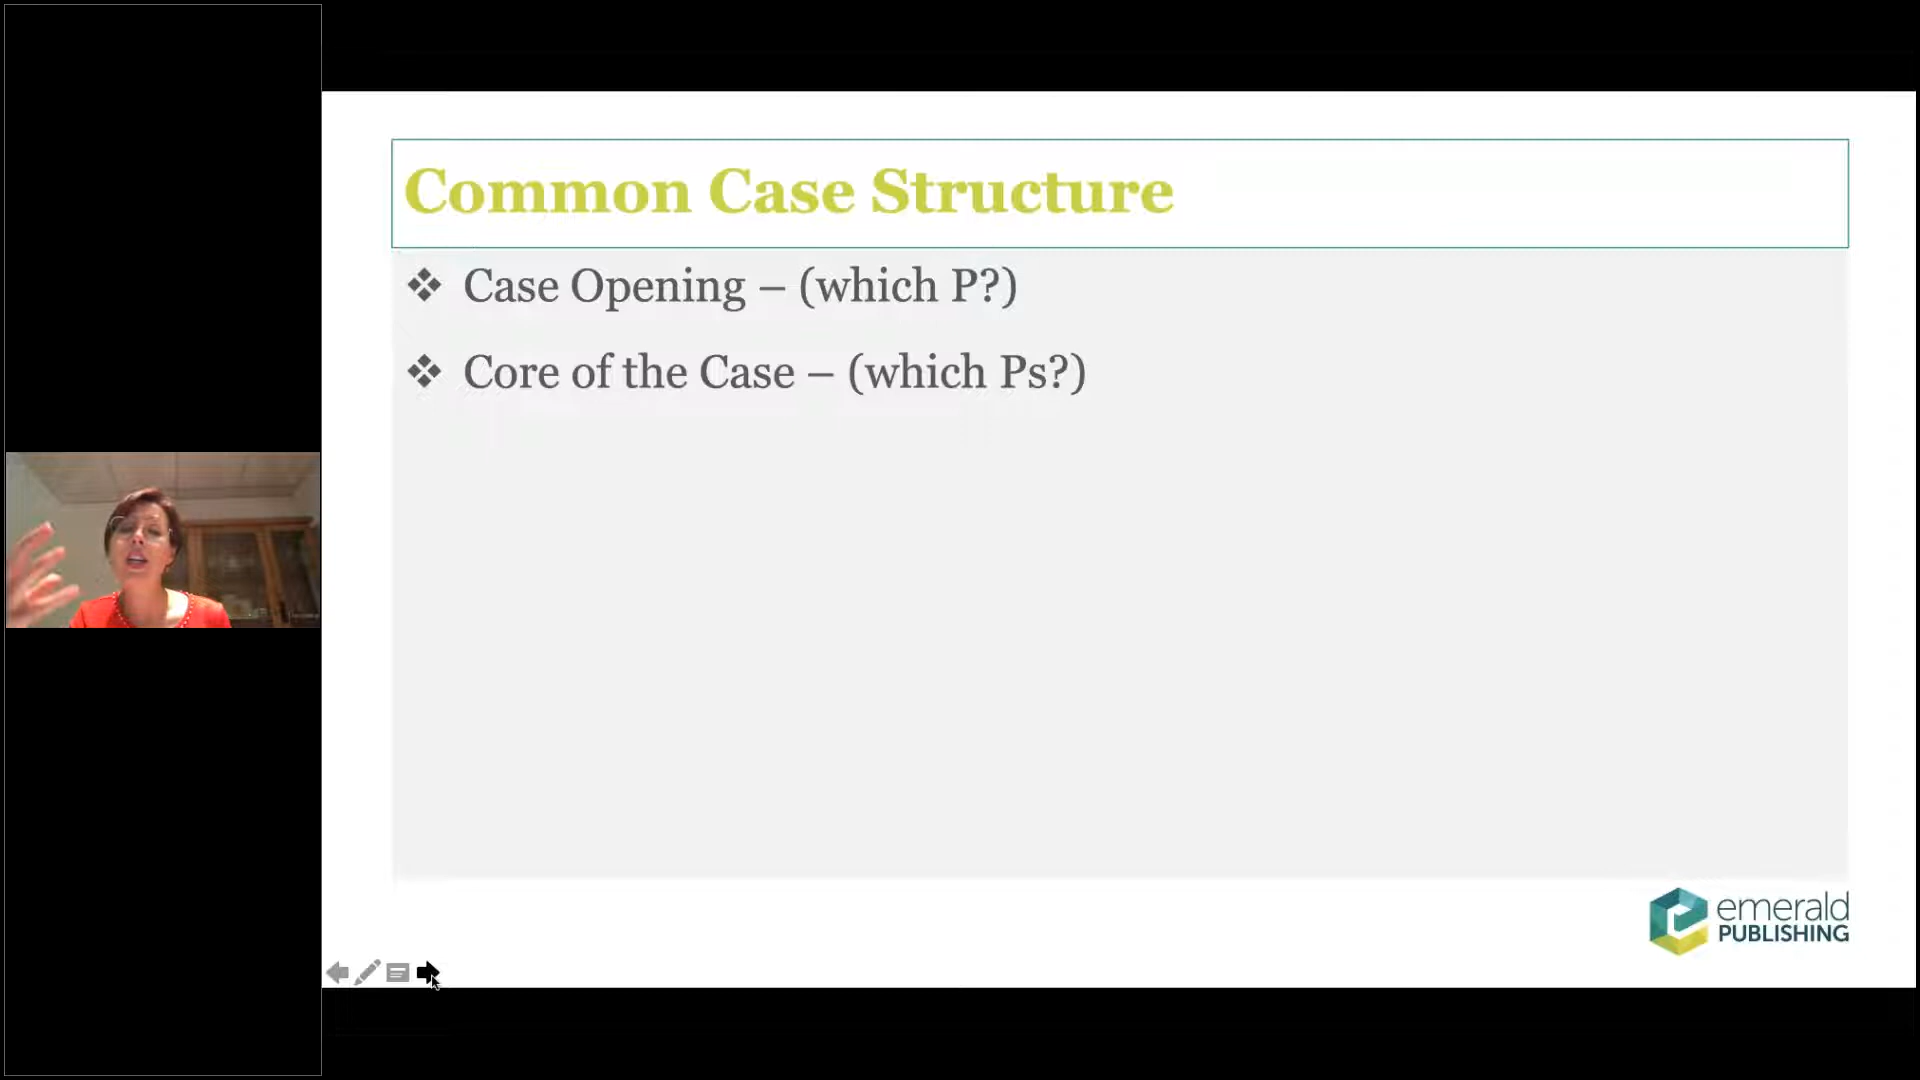 Common Case Structure
❖ Case Opening – (which P?)
❖ Core of the Case – (which Ps?)
emerald
PUBLISHING